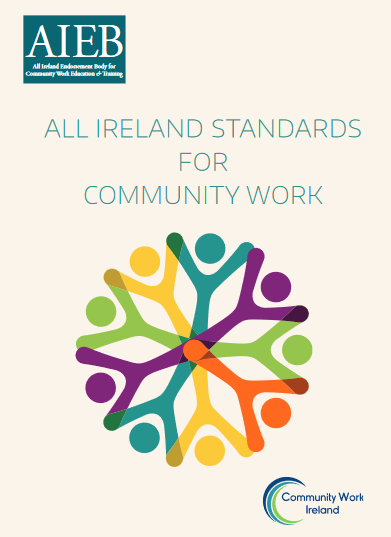 AIEB
All Ireland Endorsement Body for
Community Work Education & Training
ALL IRELAND STANDARDS
FOR
COMMUNITY WORK
Community Work
Ireland